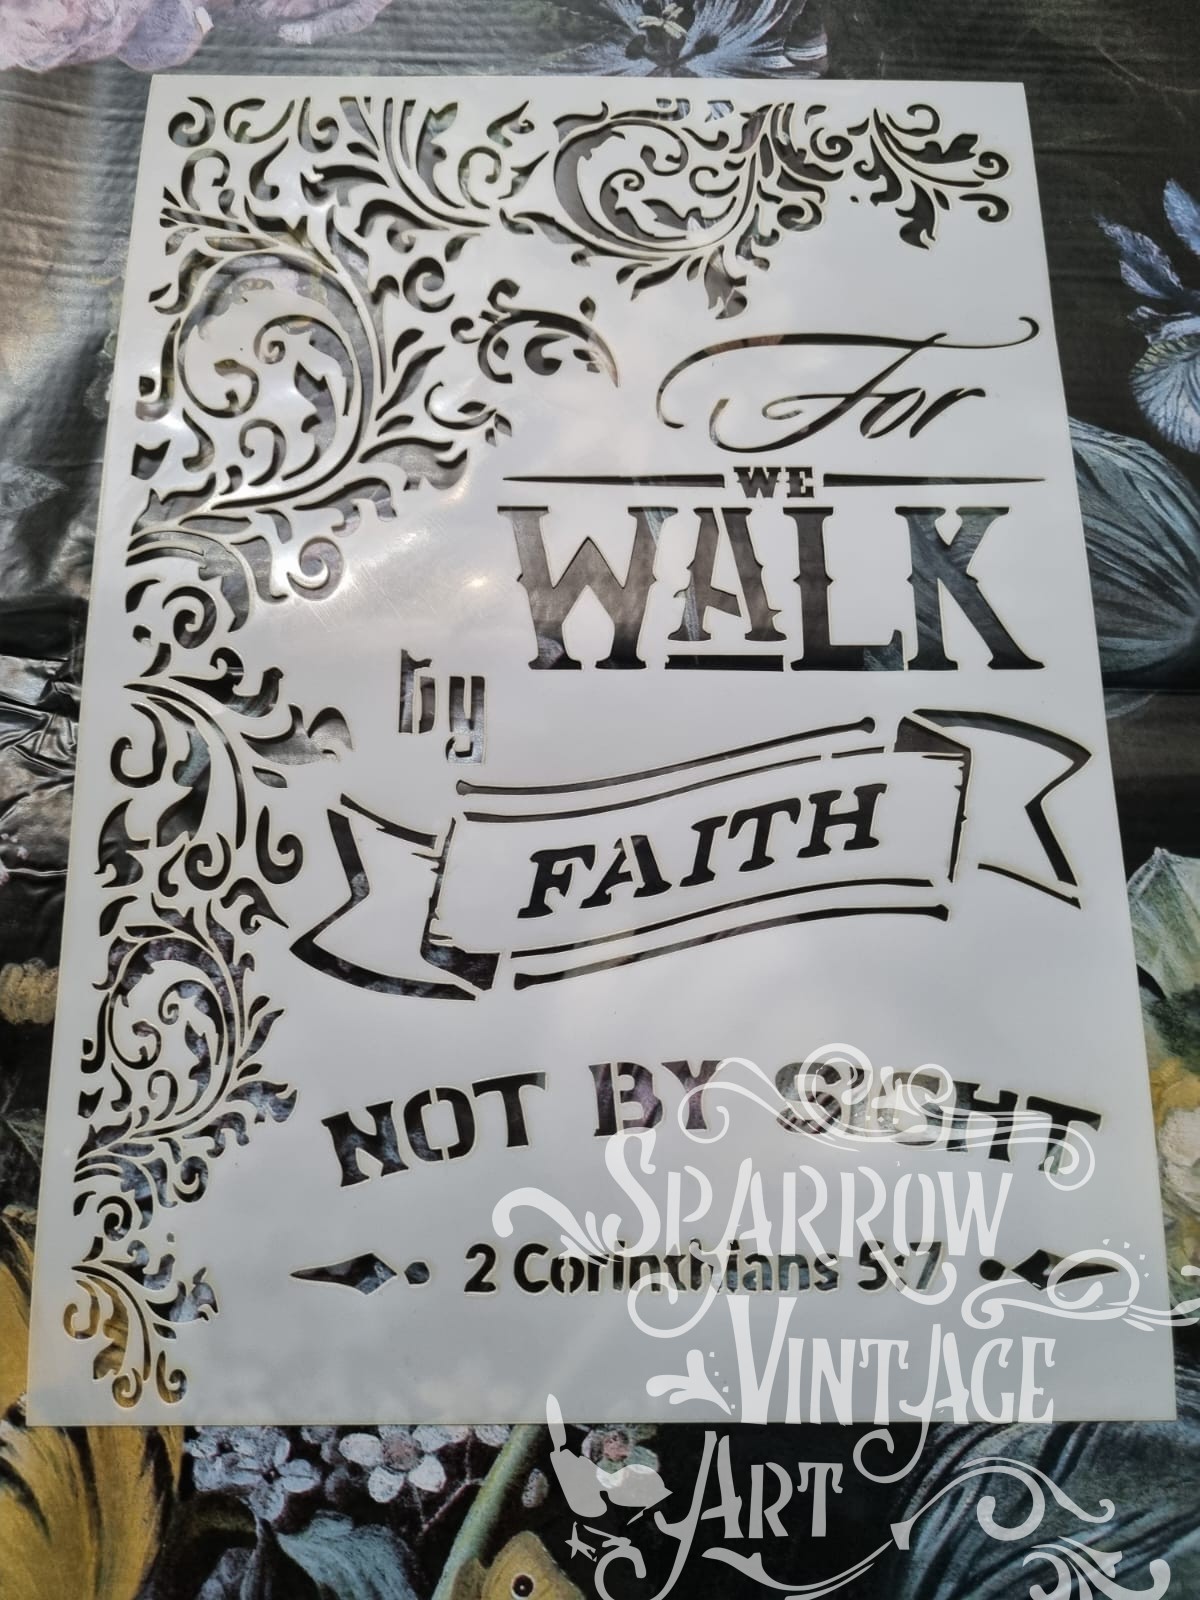 For
WE
WALK
by
FAITH
NOT BY SIGHT
2 Corinthians 5:7
SPARROW
VINTAGE
ART